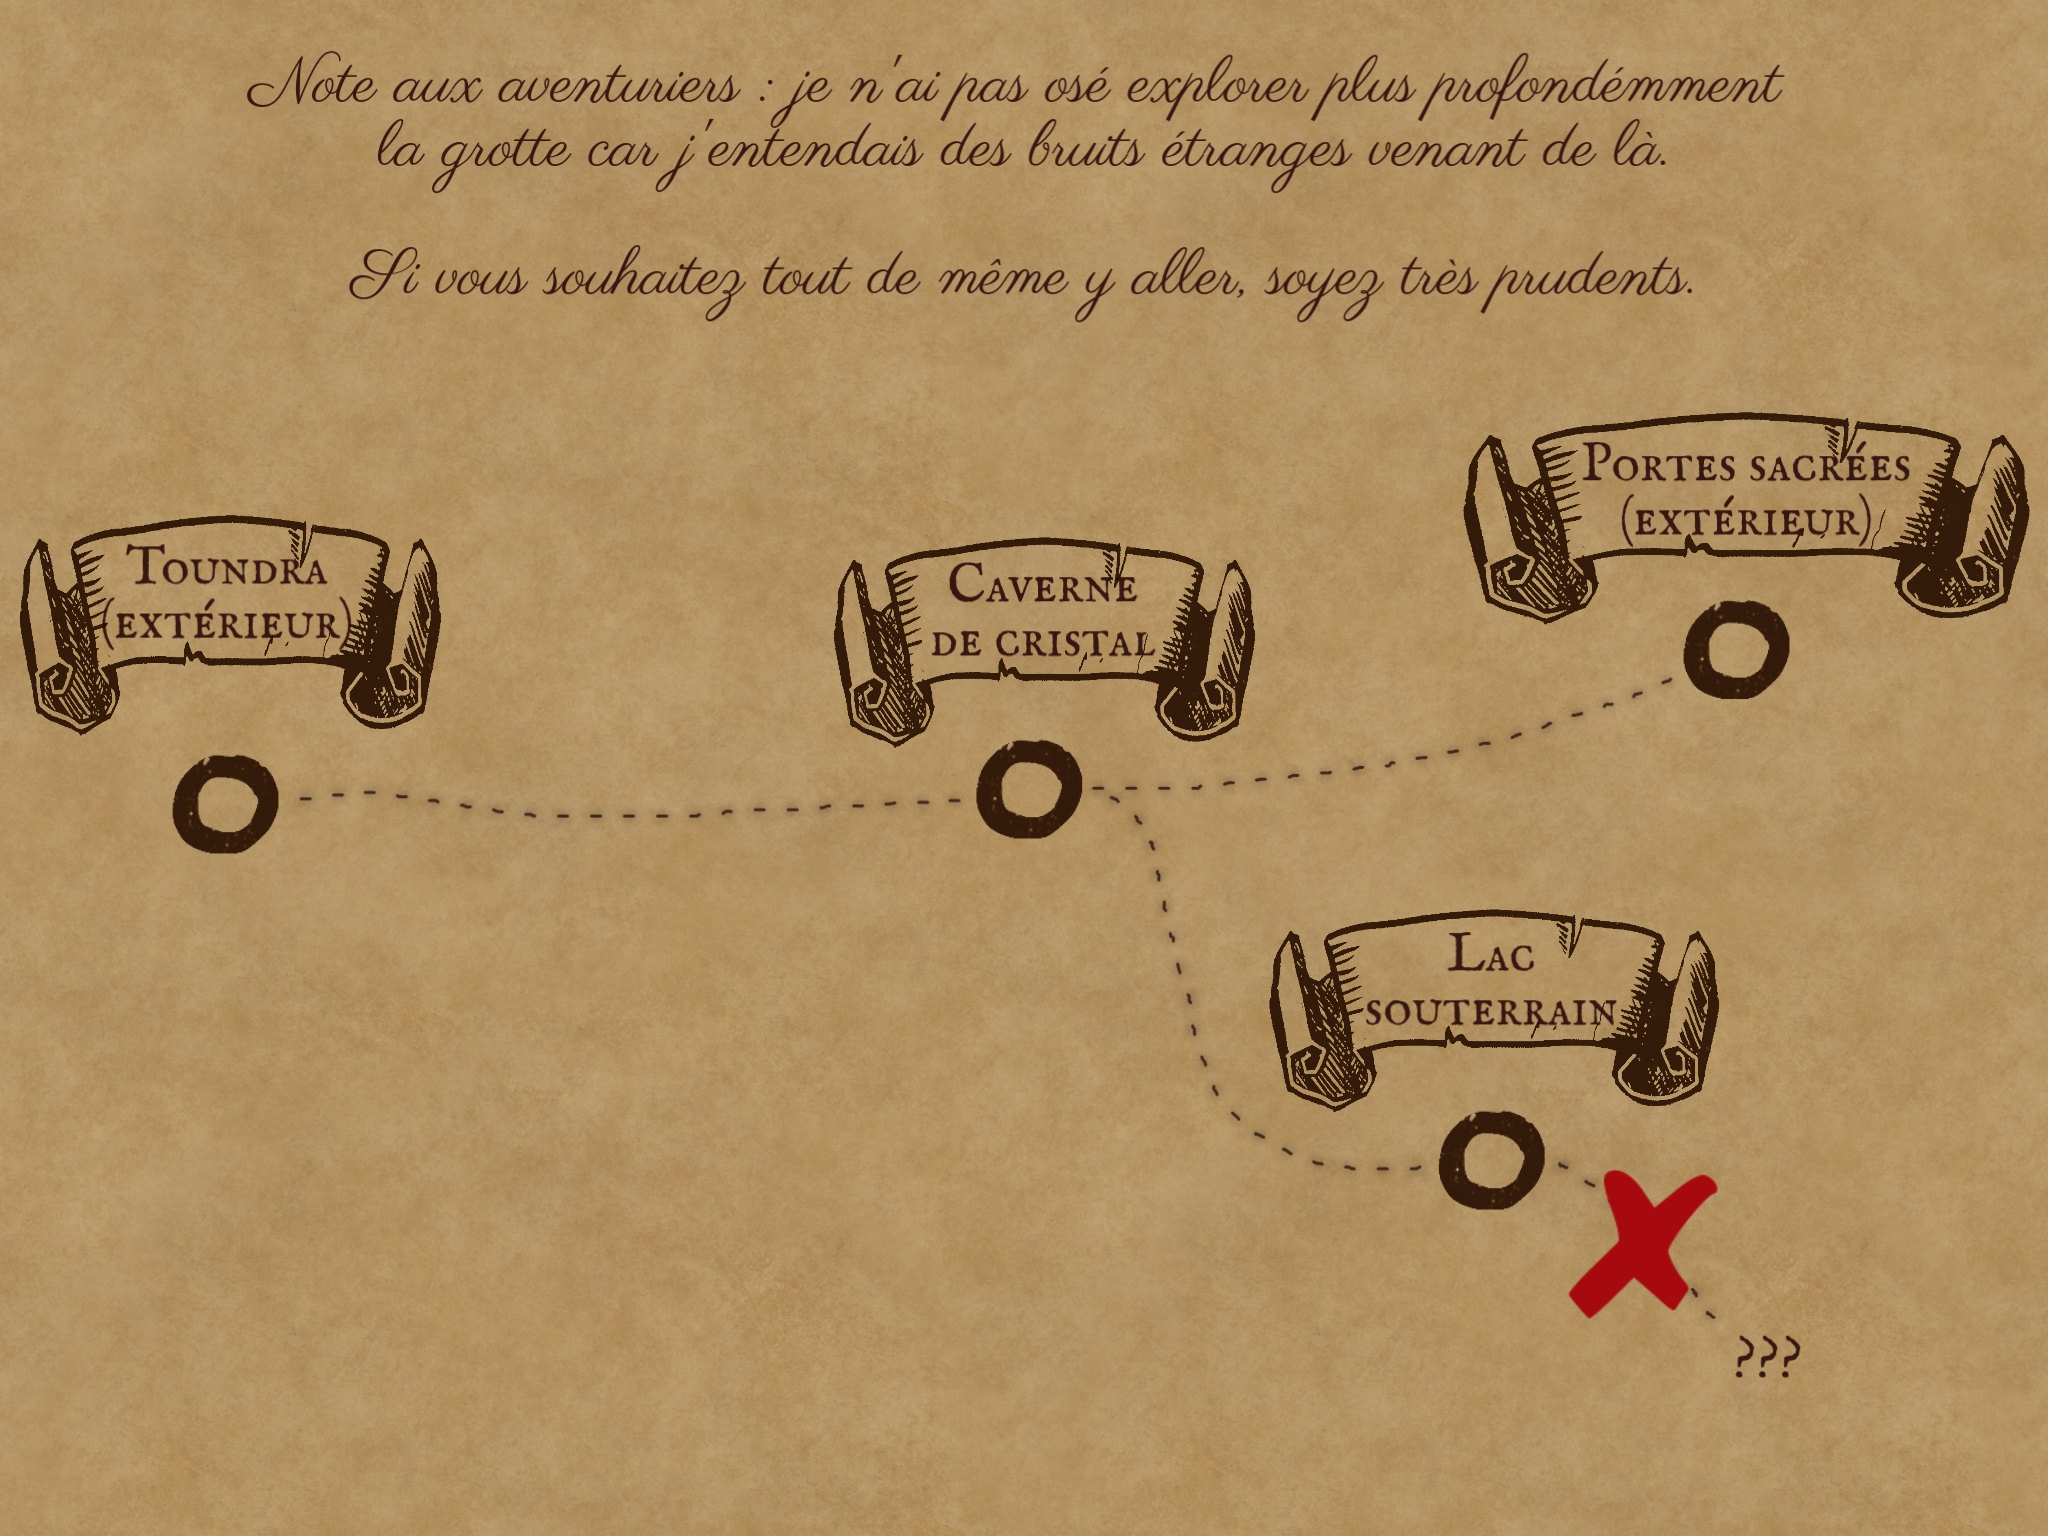 Note aux aventuriers : je n'ai pas osé explorer plus profondémment
la grotte car j'entendais des bruits étranges venant de là.
Si vous souhaitez tout de même y aller, soyez très prudents.
Portes sacrées
(extérieur)
Toundra
(extérieur)
Caverne
de cristal
Lac
souterrain
???